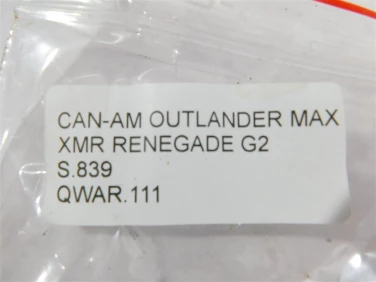 CAN-AM OUTLANDER MAX
XMR RENEGADE G2
S.839
QWAR.111